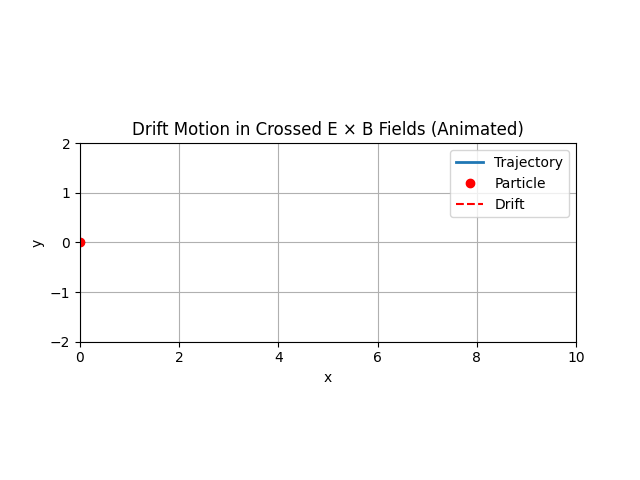 Drift Motion in Crossed E × B Fields (Animated)
Trajectory
Particle
Drift
2
1
0
−1
−2
y
0 2 4 6 8 10
x